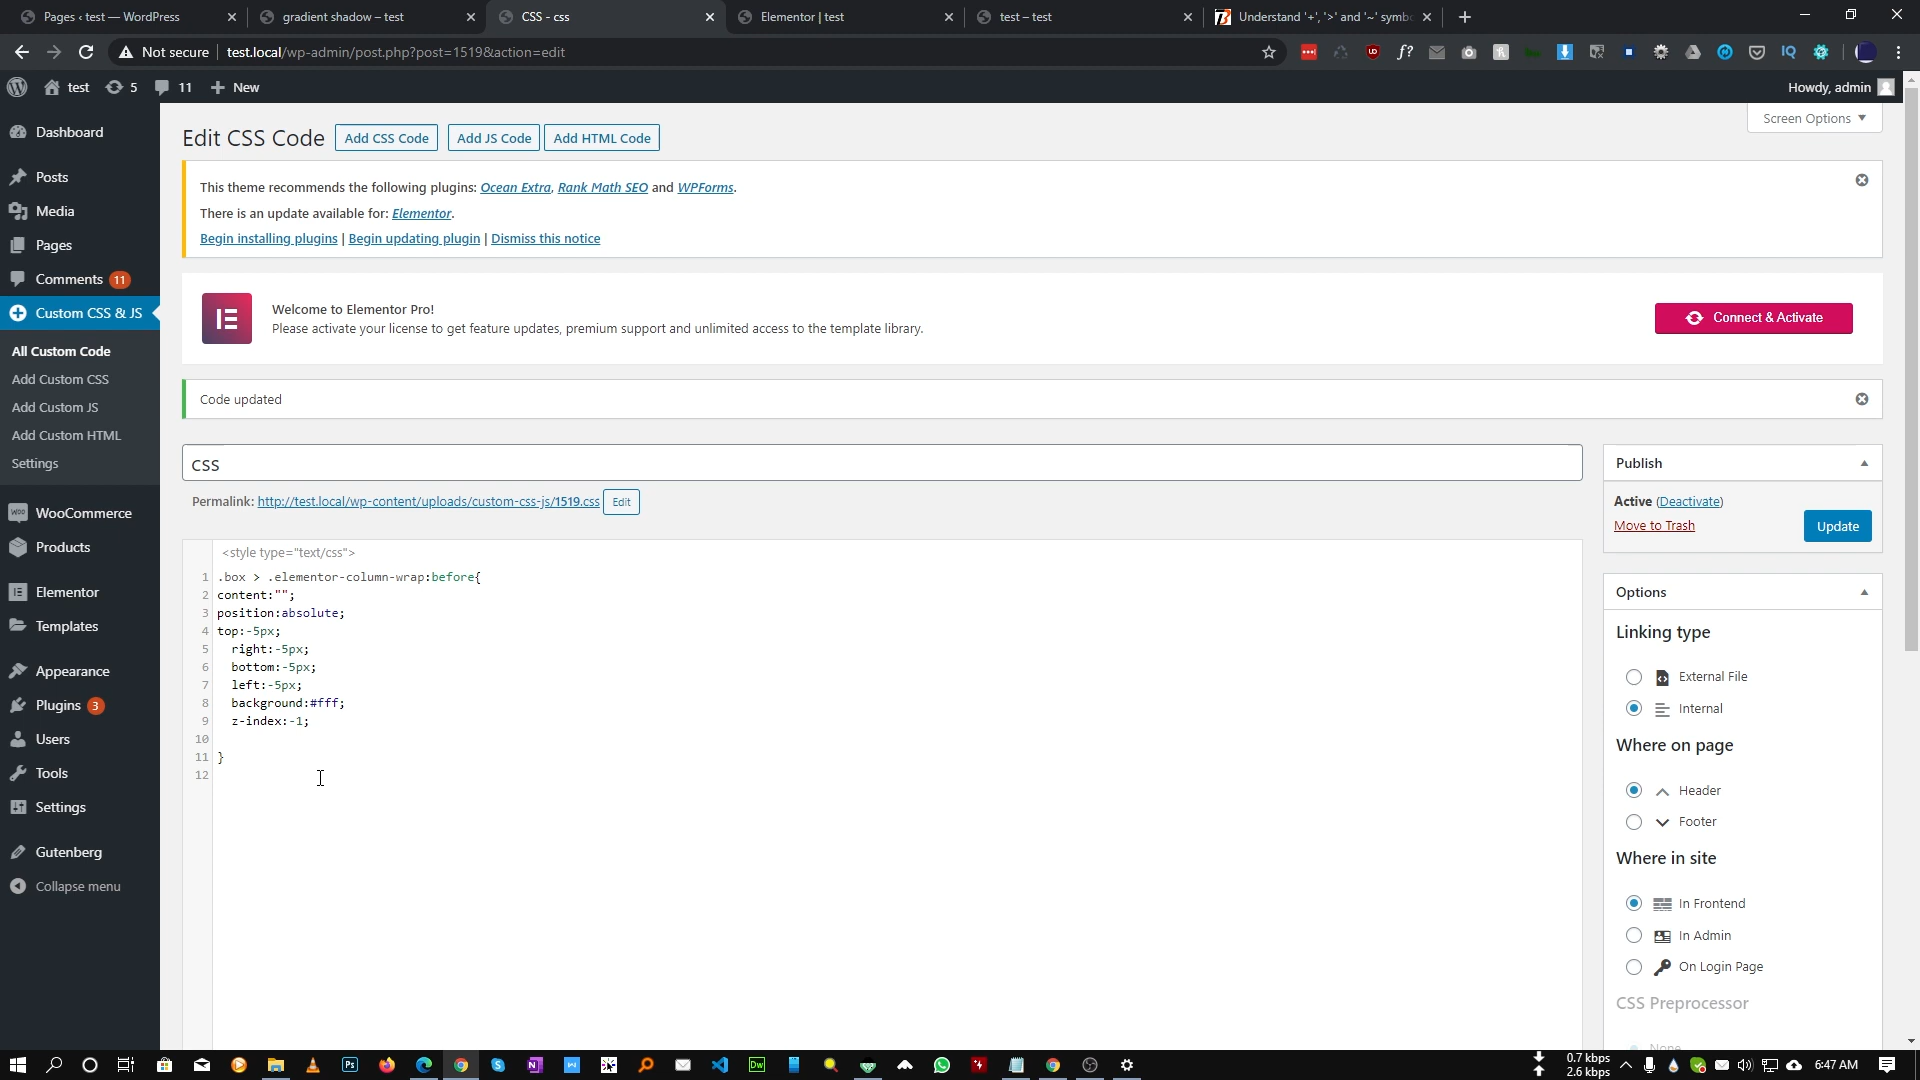 Pages ‹ test — WordPress
gradient shadow – test
CSS - css
Elementor | test
test – test
Understand '+', '>' and '~' symbo
Not secure
test.local/wp-admin/post.php?post=1519&action=edit
test
5
11
New
Howdy, admin
Dashboard
Posts
Media
Pages
Comments 11
Custom CSS & JS
All Custom Code
Add Custom CSS
Add Custom JS
Add Custom HTML
Settings
WooCommerce
Products
Elementor
Templates
Appearance
Plugins 3
Users
Tools
Settings
Gutenberg
Collapse menu
Screen Options
Edit CSS Code
Add CSS Code
Add JS Code
Add HTML Code
This theme recommends the following plugins: Ocean Extra, Rank Math SEO and WPForms.
There is an update available for: Elementor.
Begin installing plugins | Begin updating plugin | Dismiss this notice
Welcome to Elementor Pro!
Please activate your license to get feature updates, premium support and unlimited access to the template library.
Connect & Activate
Code updated
CSS
Permalink: http://test.local/wp-content/uploads/custom-css-js/1519.css
Edit
<style type="text/css">
1 .box > .elementor-column-wrap:before{
2 content:"";
3 position:absolute;
4 top:-5px;
5 right:-5px;
6 bottom:-5px;
7 left:-5px;
8 background:#fff;
9 z-index:-1;
10
11 }
12
Publish
Active (Deactivate)
Move to Trash
Update
Options
Linking type
External File
Internal
Where on page
Header
Footer
Where in site
In Frontend
In Admin
On Login Page
CSS Preprocessor
None
0.7 kbps
2.6 kbps
6:47 AM